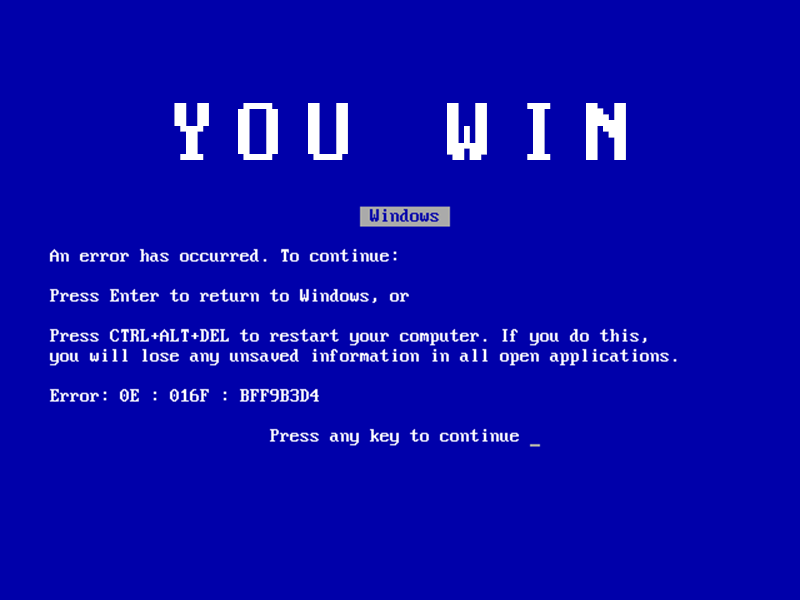 YOU WIN
Windows
An error has occurred. To continue:
Press Enter to return to Windows, or
Press CTRL+ALT+DEL to restart your computer. If you do this,
you will lose any unsaved information in all open applications.
Error: 0E : 016F : BFF9B3D4
Press any key to continue _